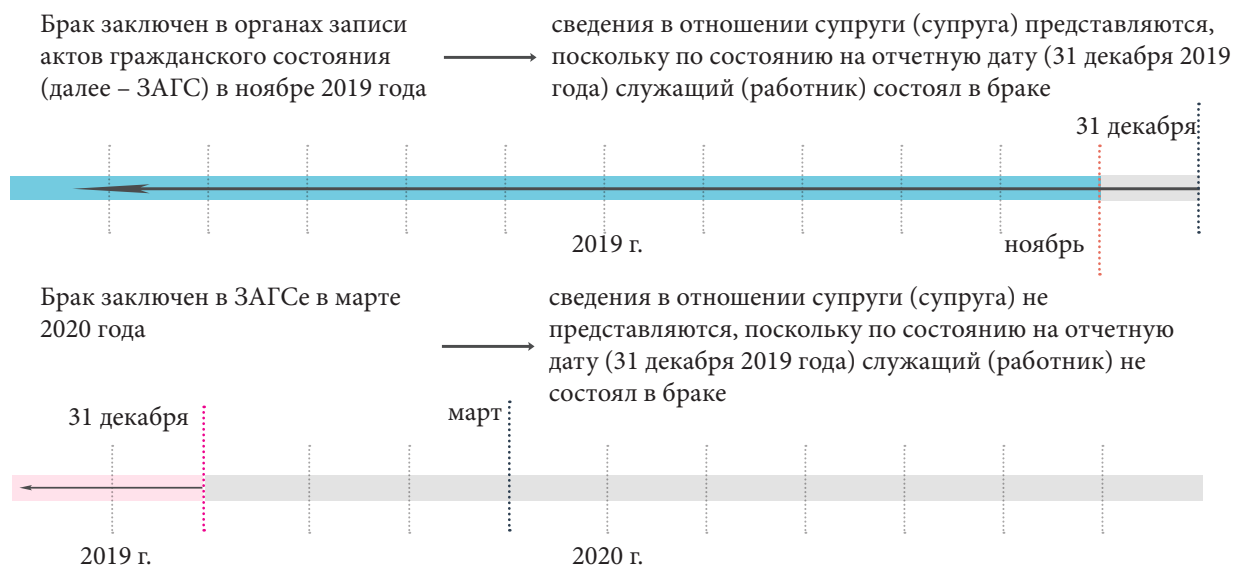 Брак заключен в органах записи
актов гражданского состояния
(далее – ЗАГС) в ноябре 2019 года
сведения в отношении супруги (супруга) представляются,
поскольку по состоянию на отчетную дату (31 декабря 2019
года) служащий (работник) состоял в браке
31 декабря
2019 г.
ноябрь
Брак заключен в ЗАГСе в марте
2020 года
сведения в отношении супруги (супруга) не
представляются, поскольку по состоянию на отчетную
дату (31 декабря 2019 года) служащий (работник) не
состоял в браке
31 декабря
март
2019 г.
2020 г.